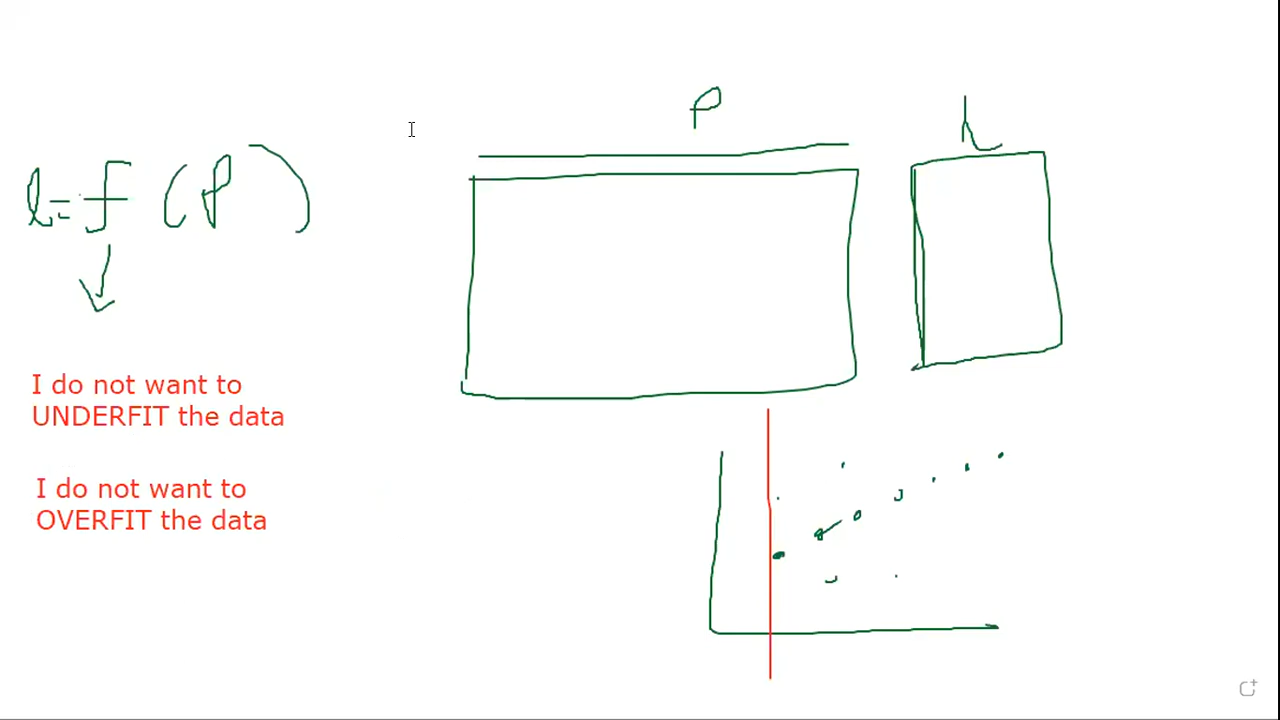 P
l
l = f (P)
I do not want to
UNDERFIT the data
I do not want to
OVERFIT the data